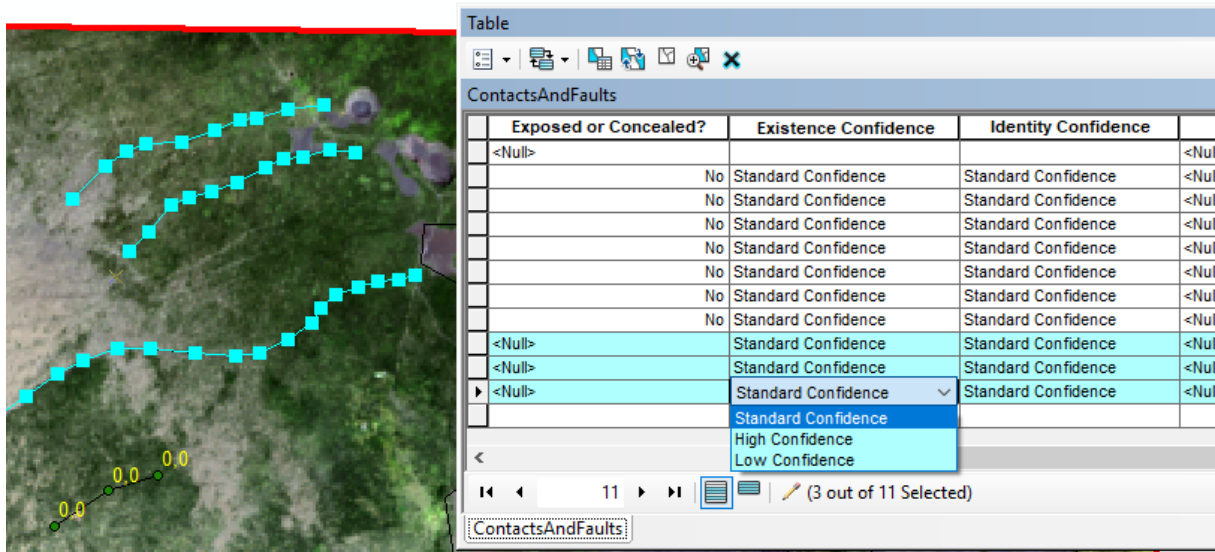 Table
ContactsAndFaults
Exposed or Concealed? Existence Confidence Identity Confidence
<Null> <Nul
No Standard Confidence Standard Confidence <Nul
No Standard Confidence Standard Confidence <Nul
No Standard Confidence Standard Confidence <Nul
No Standard Confidence Standard Confidence <Nul
No Standard Confidence Standard Confidence <Nul
No Standard Confidence Standard Confidence <Nul
No Standard Confidence Standard Confidence <Nul
<Null> Standard Confidence Standard Confidence <Nul
<Null> Standard Confidence Standard Confidence <Nul
<Null> Standard Confidence Standard Confidence <Nul
Standard Confidence
High Confidence
Low Confidence
11 (3 out of 11 Selected)
ContactsAndFaults
0,0
0,0
0,0